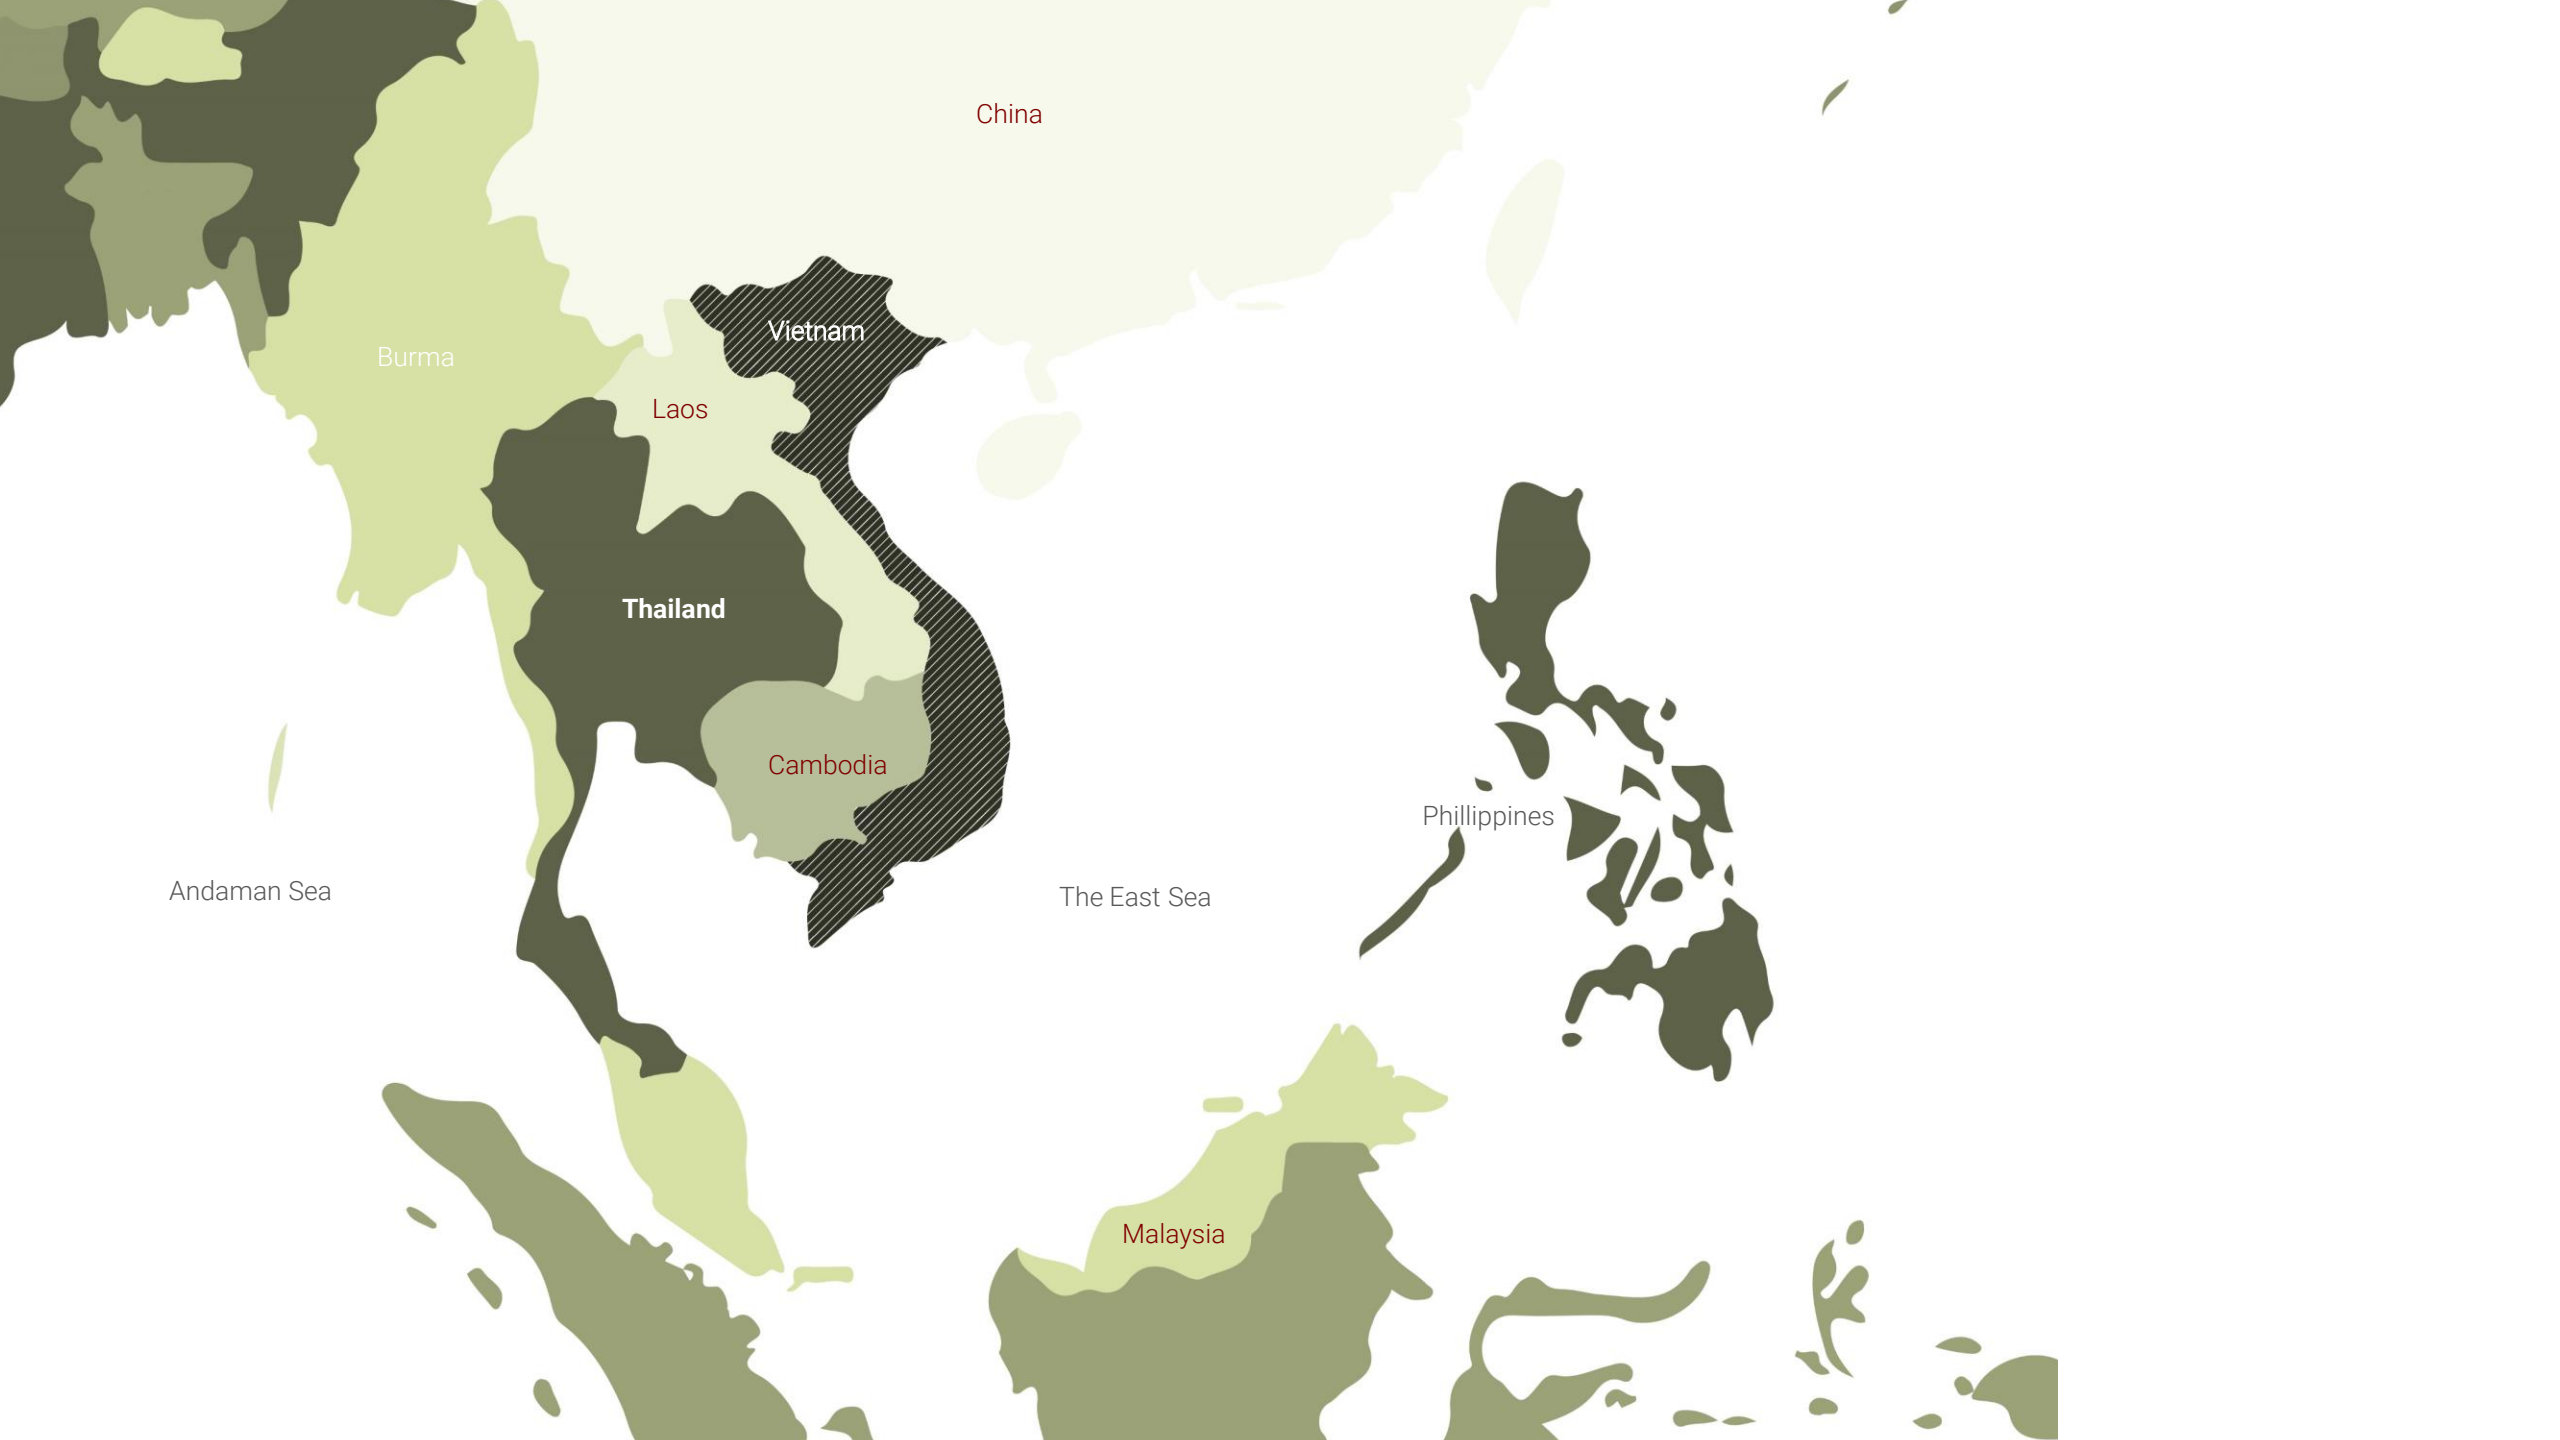 China
Vietnam
Burma
Laos
Thailand
Cambodia
Phillippines
Andaman Sea
The East Sea
Malaysia